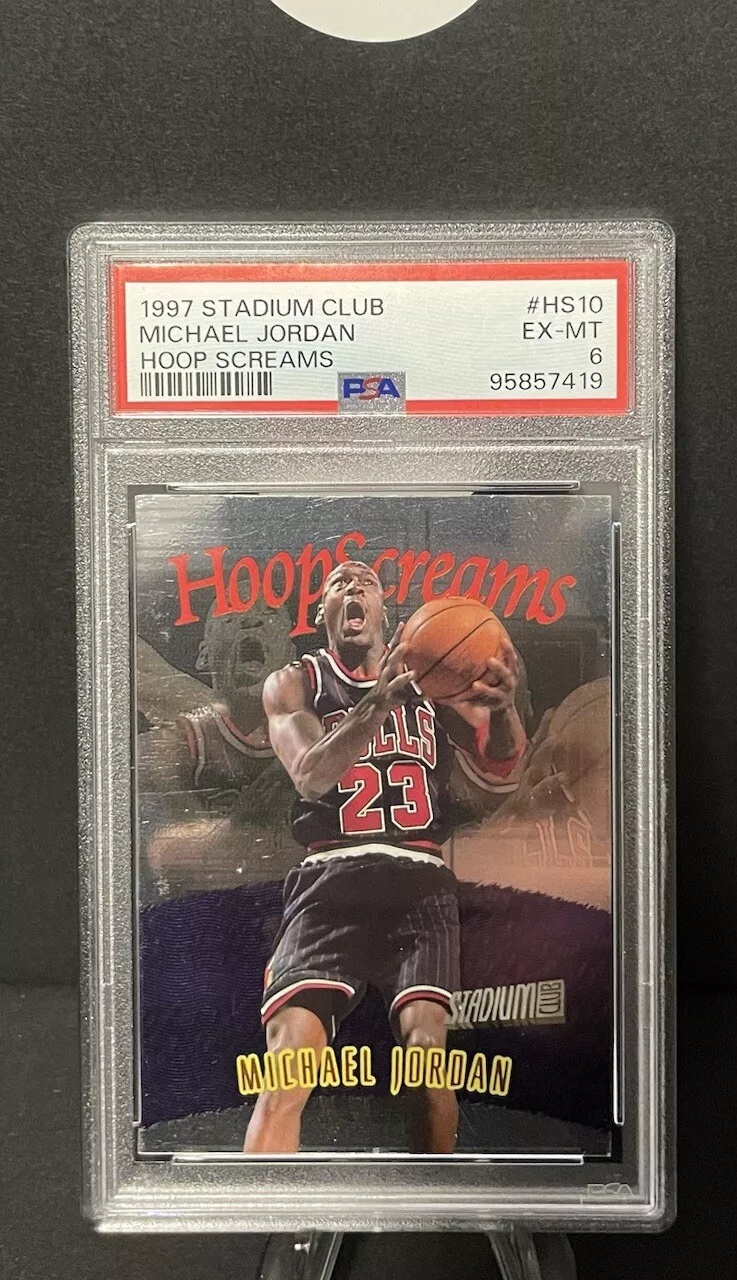 1997 STADIUM CLUB #HS10
MICHAEL JORDAN EX-MT
HOOP SCREAMS 6
PSA 95857419
HoopScreams
BULLS
23
STADIUM CLUB
MICHAEL JORDAN
PSA